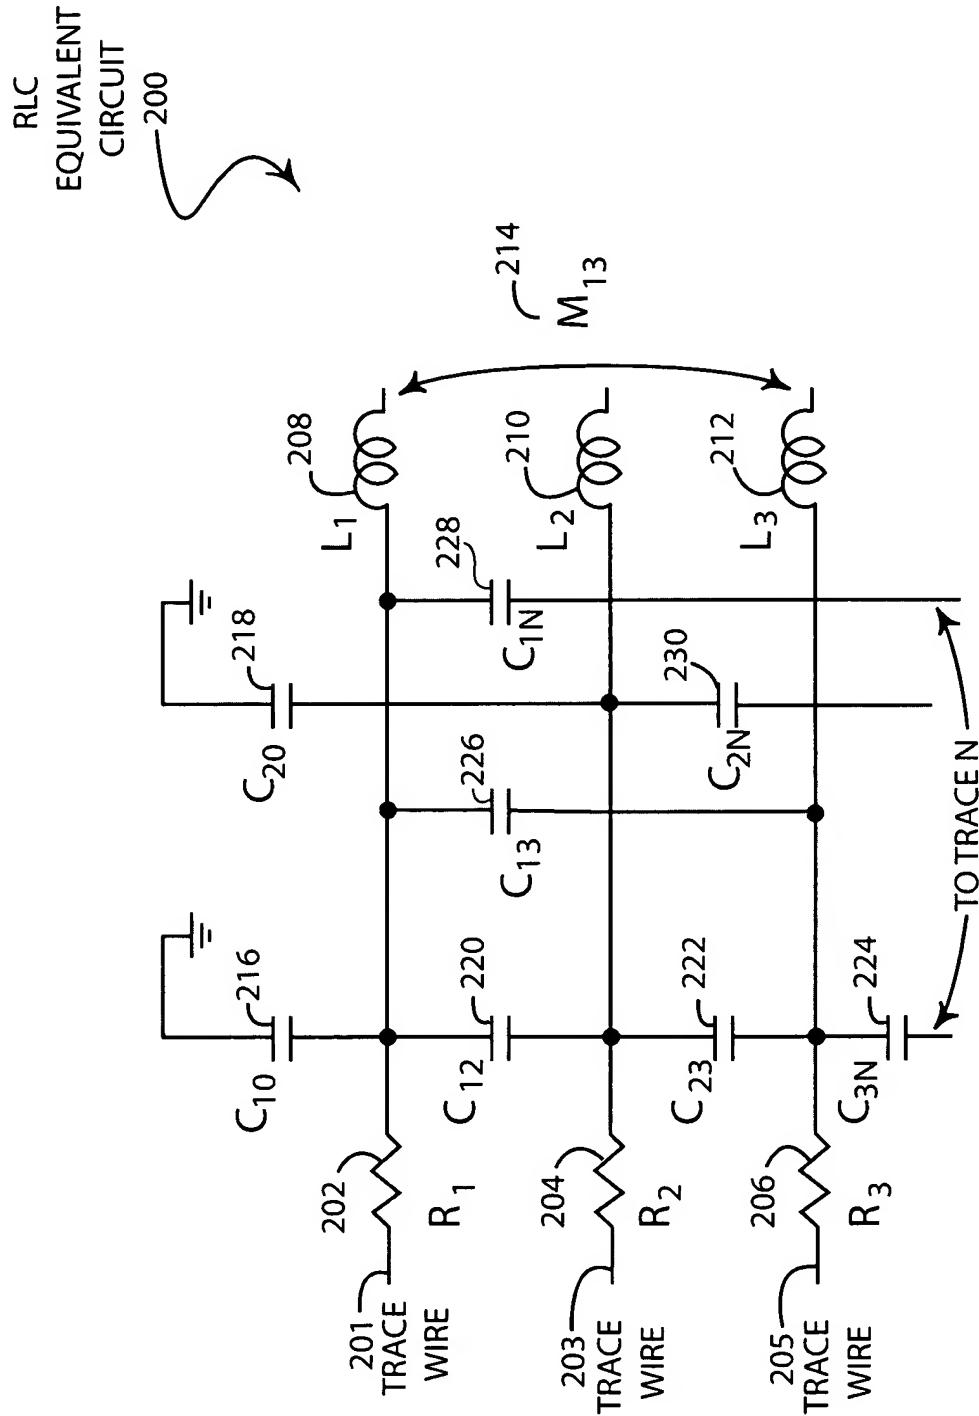 RLC
EQUIVALENT
CIRCUIT
200
216
C10
218
C20
201
TRACE
WIRE
202
R1
220
C12
226
C13
228
C1N
208
L1
214
M13
203
TRACE
WIRE
204
R2
222
C23
230
C2N
210
L2
205
TRACE
WIRE
206
R3
224
C3N
212
L3
TO TRACE N